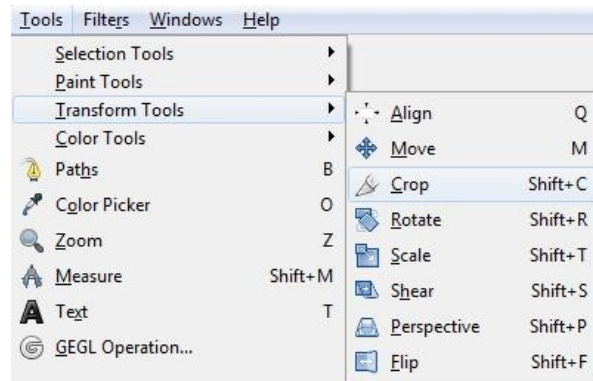 Tools Filters Windows Help
Selection Tools
Paint Tools
Transform Tools
Color Tools
Paths B
Color Picker O
Zoom Z
Measure Shift+M
Text T
GEGL Operation...
Align Q
Move M
Crop Shift+C
Rotate Shift+R
Scale Shift+T
Shear Shift+S
Perspective Shift+P
Flip Shift+F